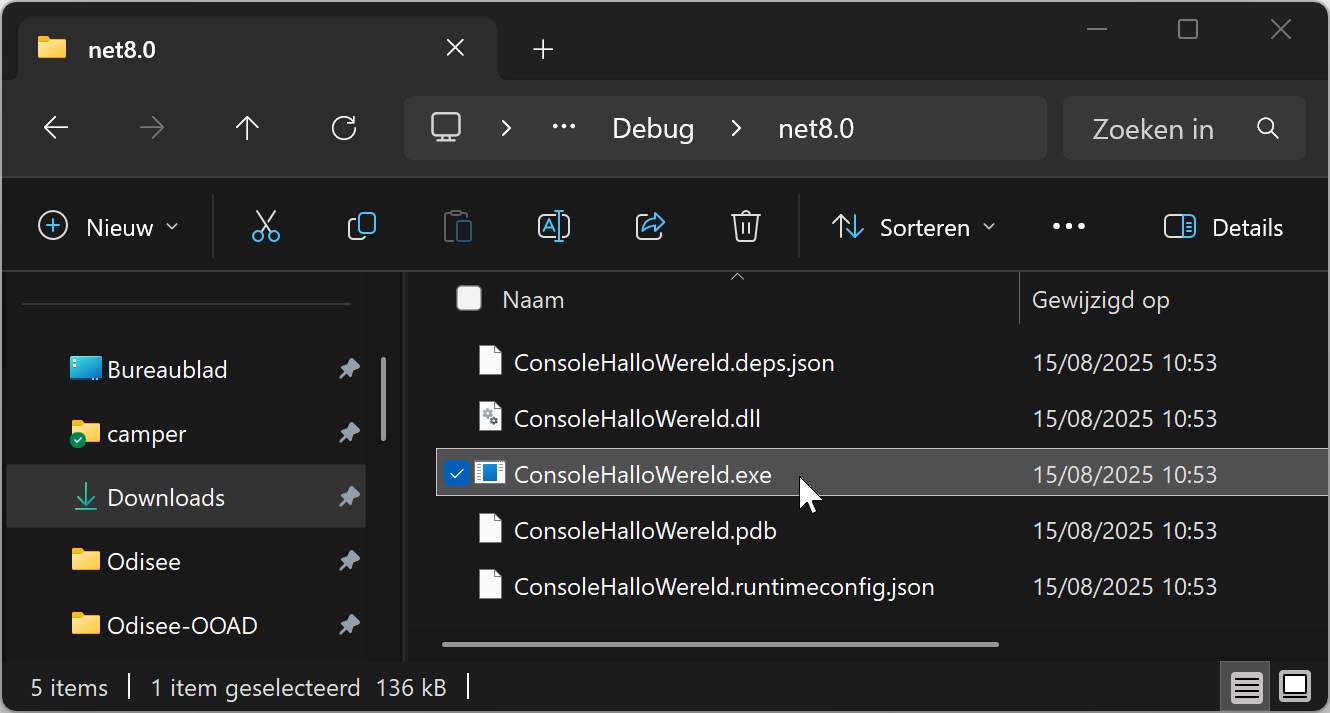 net8.0
Debug net8.0 Zoeken in
Nieuw Sorteren Details
Naam Gewijzigd op
Bureaublad
camper
Downloads
Odisee
Odisee-OOAD
ConsoleHalloWereld.deps.json 15/08/2025 10:53
ConsoleHalloWereld.dll 15/08/2025 10:53
ConsoleHalloWereld.exe 15/08/2025 10:53
ConsoleHalloWereld.pdb 15/08/2025 10:53
ConsoleHalloWereld.runtimeconfig.json 15/08/2025 10:53
5 items 1 item geselecteerd 136 kB